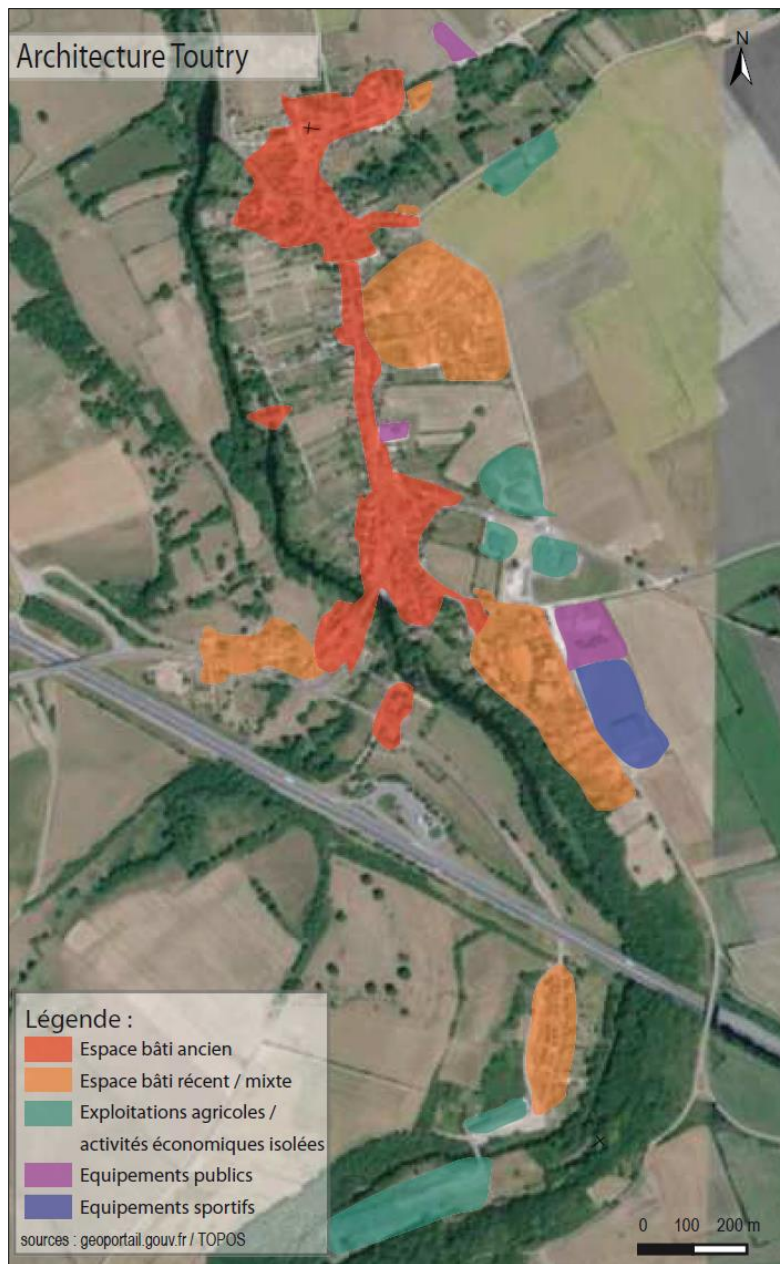 Architecture Toutry
N
Légende :
Espace bâti ancien
Espace bâti récent / mixte
Exploitations agricoles /
activités économiques isolées
Equipements publics
Equipements sportifs
sources : geoportail.gouv.fr / TOPOS
0 100 200 m